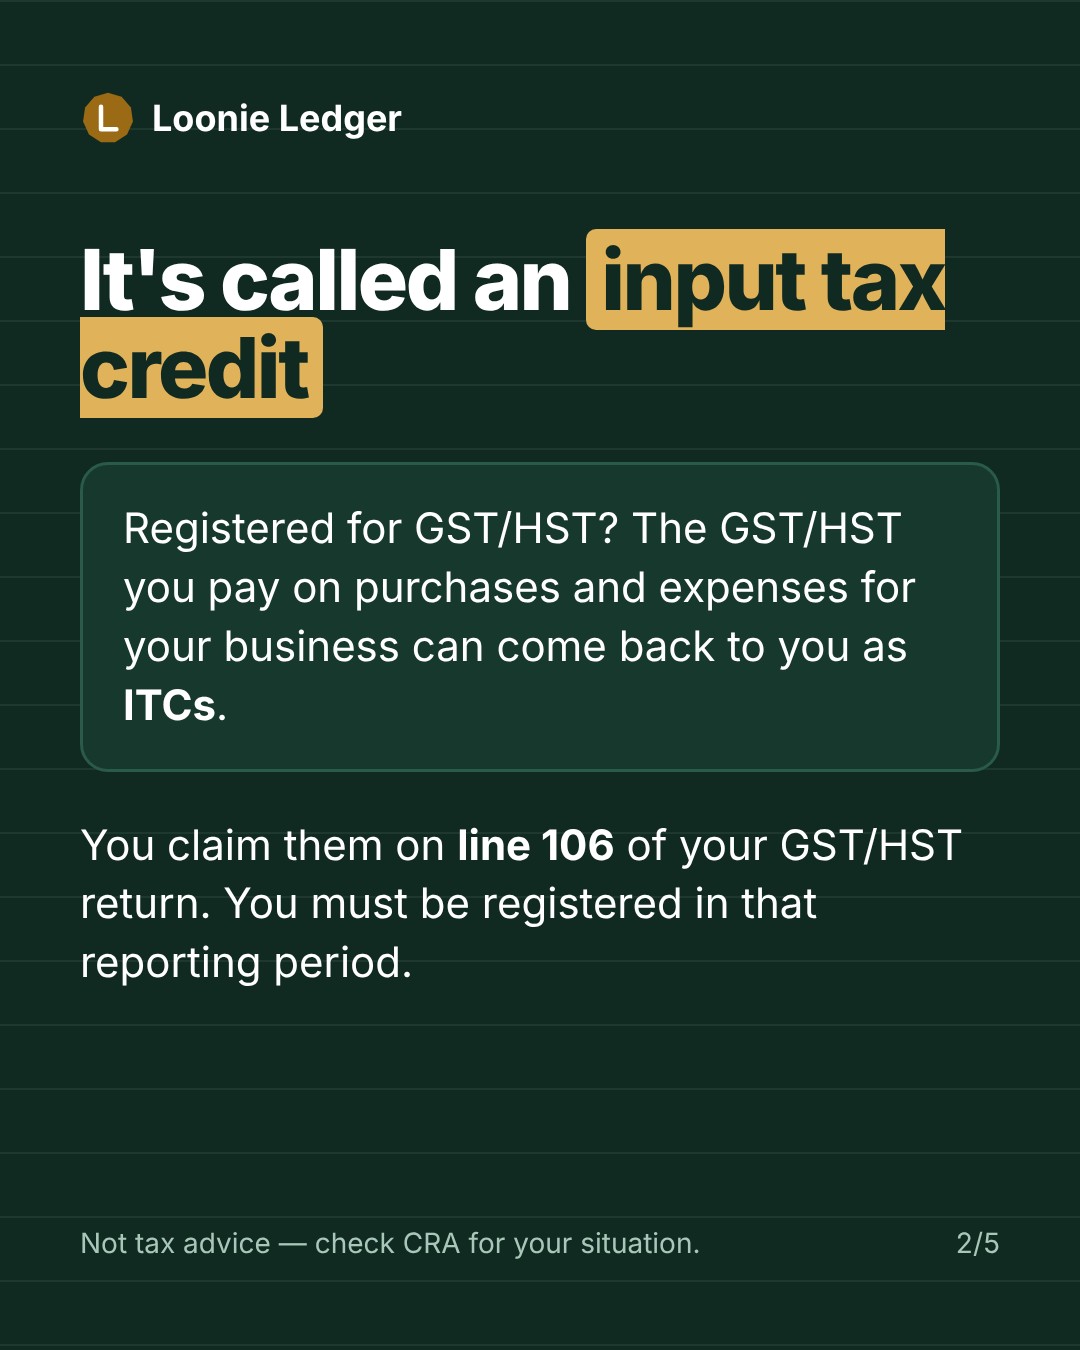 L Loonie Ledger
It's called an input tax
credit
Registered for GST/HST? The GST/HST
you pay on purchases and expenses for
your business can come back to you as
ITCs.
You claim them on line 106 of your GST/HST
return. You must be registered in that
reporting period.
Not tax advice — check CRA for your situation. 2/5